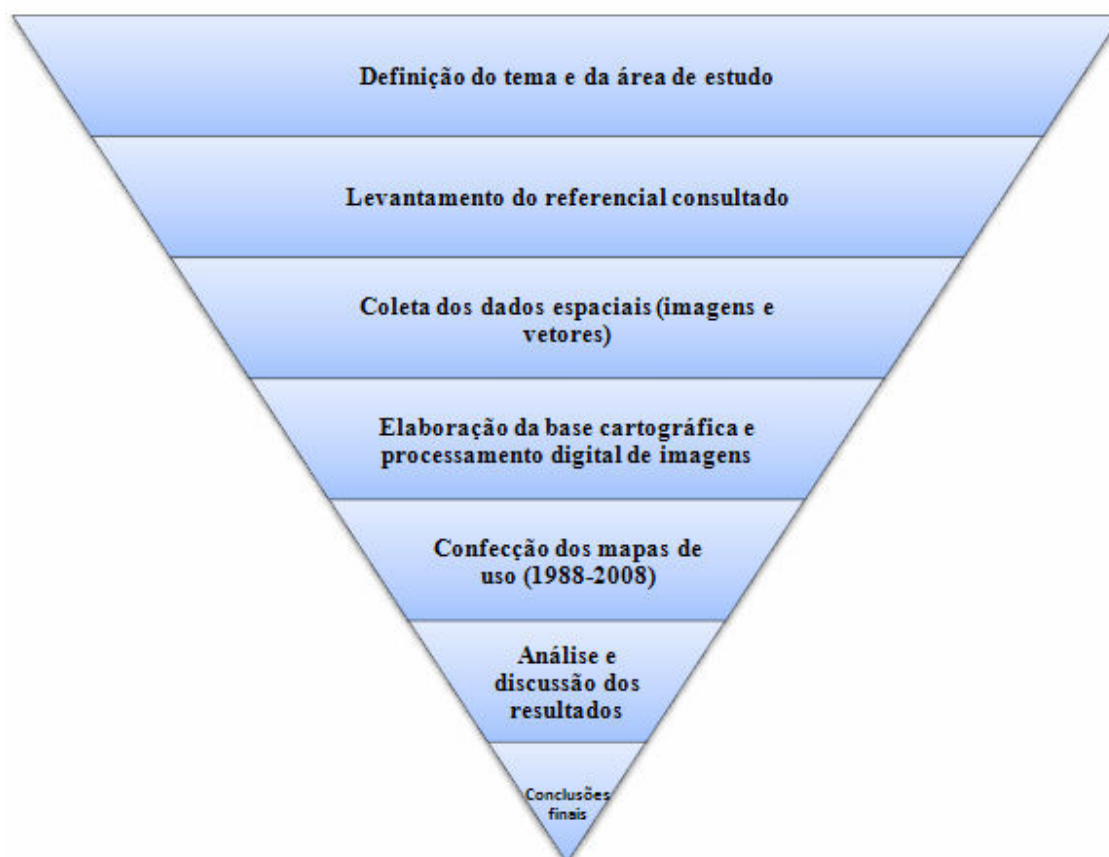 Definição do tema e da área de estudo
Levantamento do referencial consultado
Coleta dos dados espaciais (imagens e
vetores)
Elaboração da base cartográfica e
processamento digital de imagens
Confecção dos mapas de
uso (1988-2008)
Análise e
discussão dos
resultados
Conclusões
finais